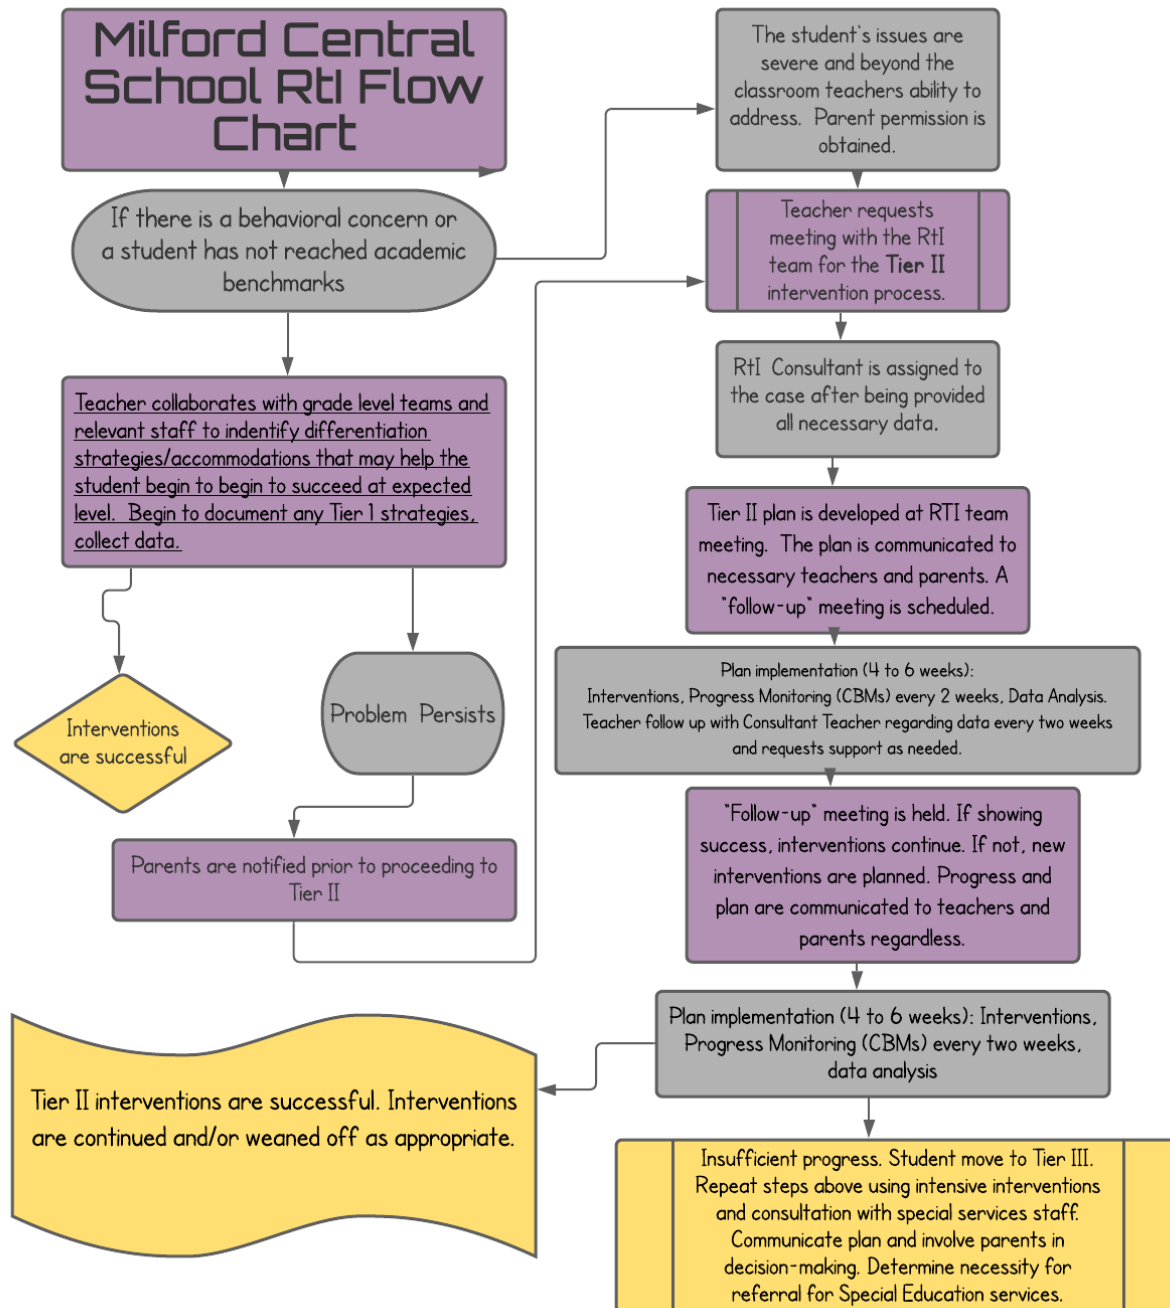 Milford Central
School RtI Flow
Chart
If there is a behavioral concern or
a student has not reached academic
benchmarks
Teacher collaborates with grade level teams and
relevant staff to indentify differentiation
strategies/accommodations that may help the
student begin to begin to succeed at expected
level. Begin to document any Tier 1 strategies,
collect data.
Interventions
are successful
Problem Persists
Parents are notified prior to proceeding to
Tier II
The student's issues are
severe and beyond the
classroom teachers ability to
address. Parent permission is
obtained.
Teacher requests
meeting with the RtI
team for the Tier II
intervention process.
RtI Consultant is assigned to
the case after being provided
all necessary data.
Tier II plan is developed at RTI team
meeting. The plan is communicated to
necessary teachers and parents. A
"follow-up" meeting is scheduled.
Plan implementation (4 to 6 weeks):
Interventions, Progress Monitoring (CBMs) every 2 weeks, Data Analysis.
Teacher follow up with Consultant Teacher regarding data every two weeks
and requests support as needed.
"Follow-up" meeting is held. If showing
success, interventions continue. If not, new
interventions are planned. Progress and
plan are communicated to teachers and
parents regardless.
Plan implementation (4 to 6 weeks): Interventions,
Progress Monitoring (CBMs) every two weeks,
data analysis
Tier II interventions are successful. Interventions
are continued and/or weaned off as appropriate.
Insufficient progress. Student move to Tier III.
Repeat steps above using intensive interventions
and consultation with special services staff.
Communicate plan and involve parents in
decision-making. Determine necessity for
referral for Special Education services.